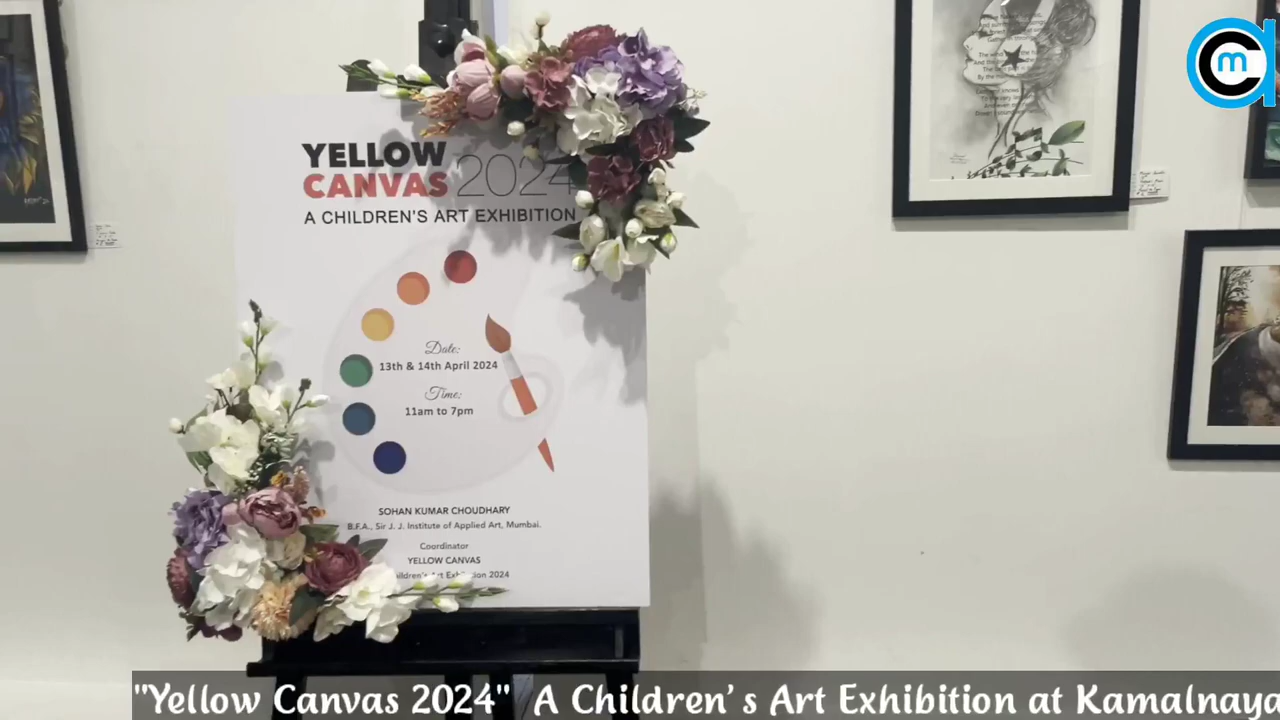 YELLOW
CANVAS 2024
A CHILDREN'S ART EXHIBITION
Date:
13th & 14th April 2024
Time:
11am to 7pm
SOHAN KUMAR CHOUDHARY
B.F.A., Sir J. J. Institute of Applied Art, Mumbai.
Coordinator
YELLOW CANVAS
Art Exhibition 2024
cm
"Yellow Canvas 2024" A Children's Art Exhibition at Kamalnaya